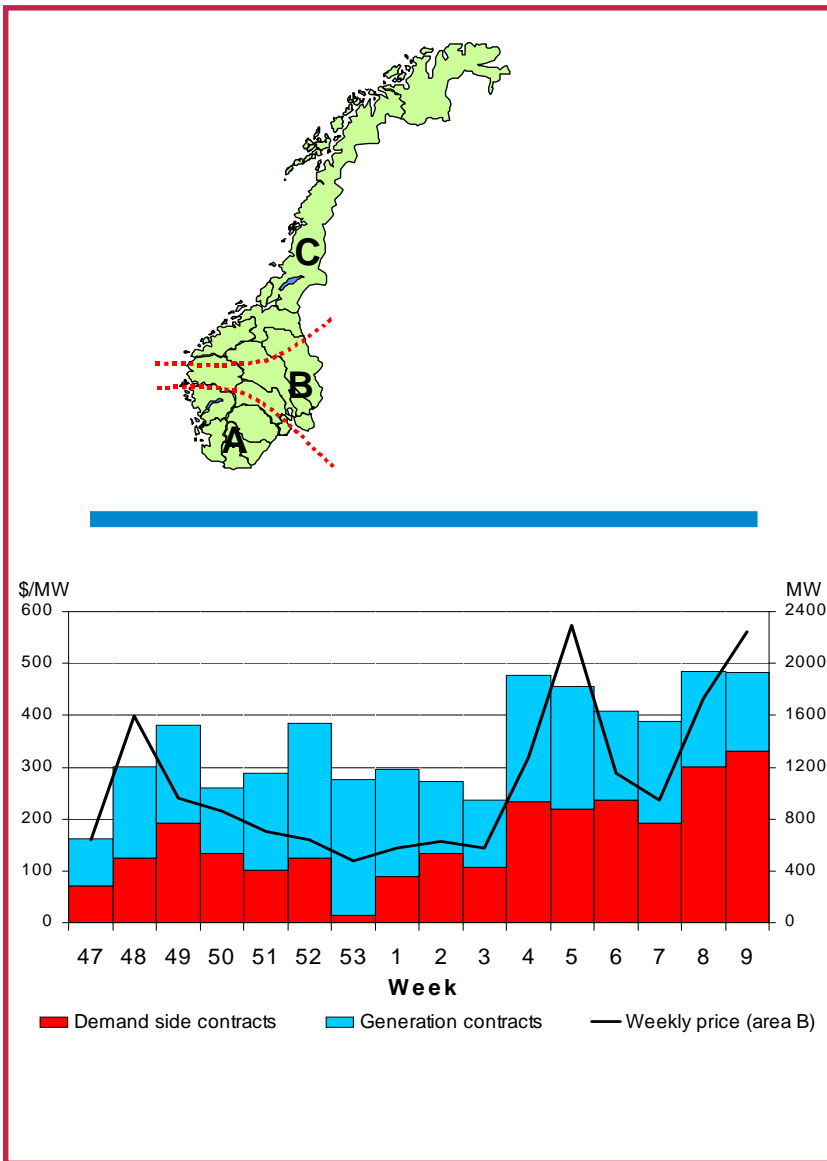 C
B
A
$/MW MW
600 2400
500 2000
400 1600
300 1200
200 800
100 400
0 0
47 48 49 50 51 52 53 1 2 3 4 5 6 7 8 9
Week
Demand side contracts Generation contracts Weekly price (area B)